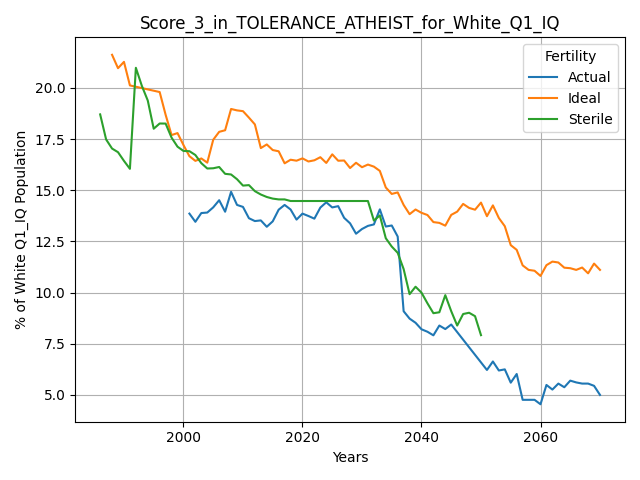 Score_3_in_TOLERANCE_ATHEIST_for_White_Q1_IQ
Fertility
Actual
Ideal
Sterile
% of White Q1_IQ Population
20.0
17.5
15.0
12.5
10.0
7.5
5.0
2000
2020
2040
2060
Years